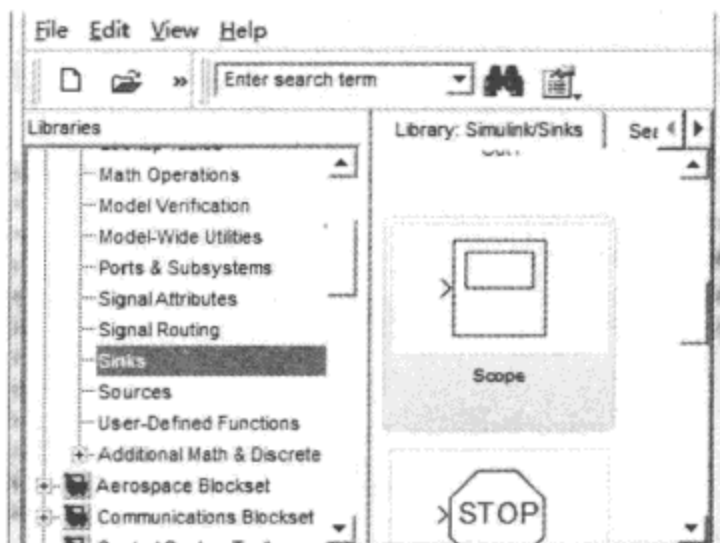 File Edit View Help
» Enter search term
Libraries
Library: Simulink/Sinks
Math Operations
Model Verification
Model-Wide Utilities
Ports & Subsystems
Signal Attributes
Signal Routing
Sinks
Sources
User-Defined Functions
Additional Math & Discrete
Aerospace Blockset
Communications Blockset
Scope
STOP